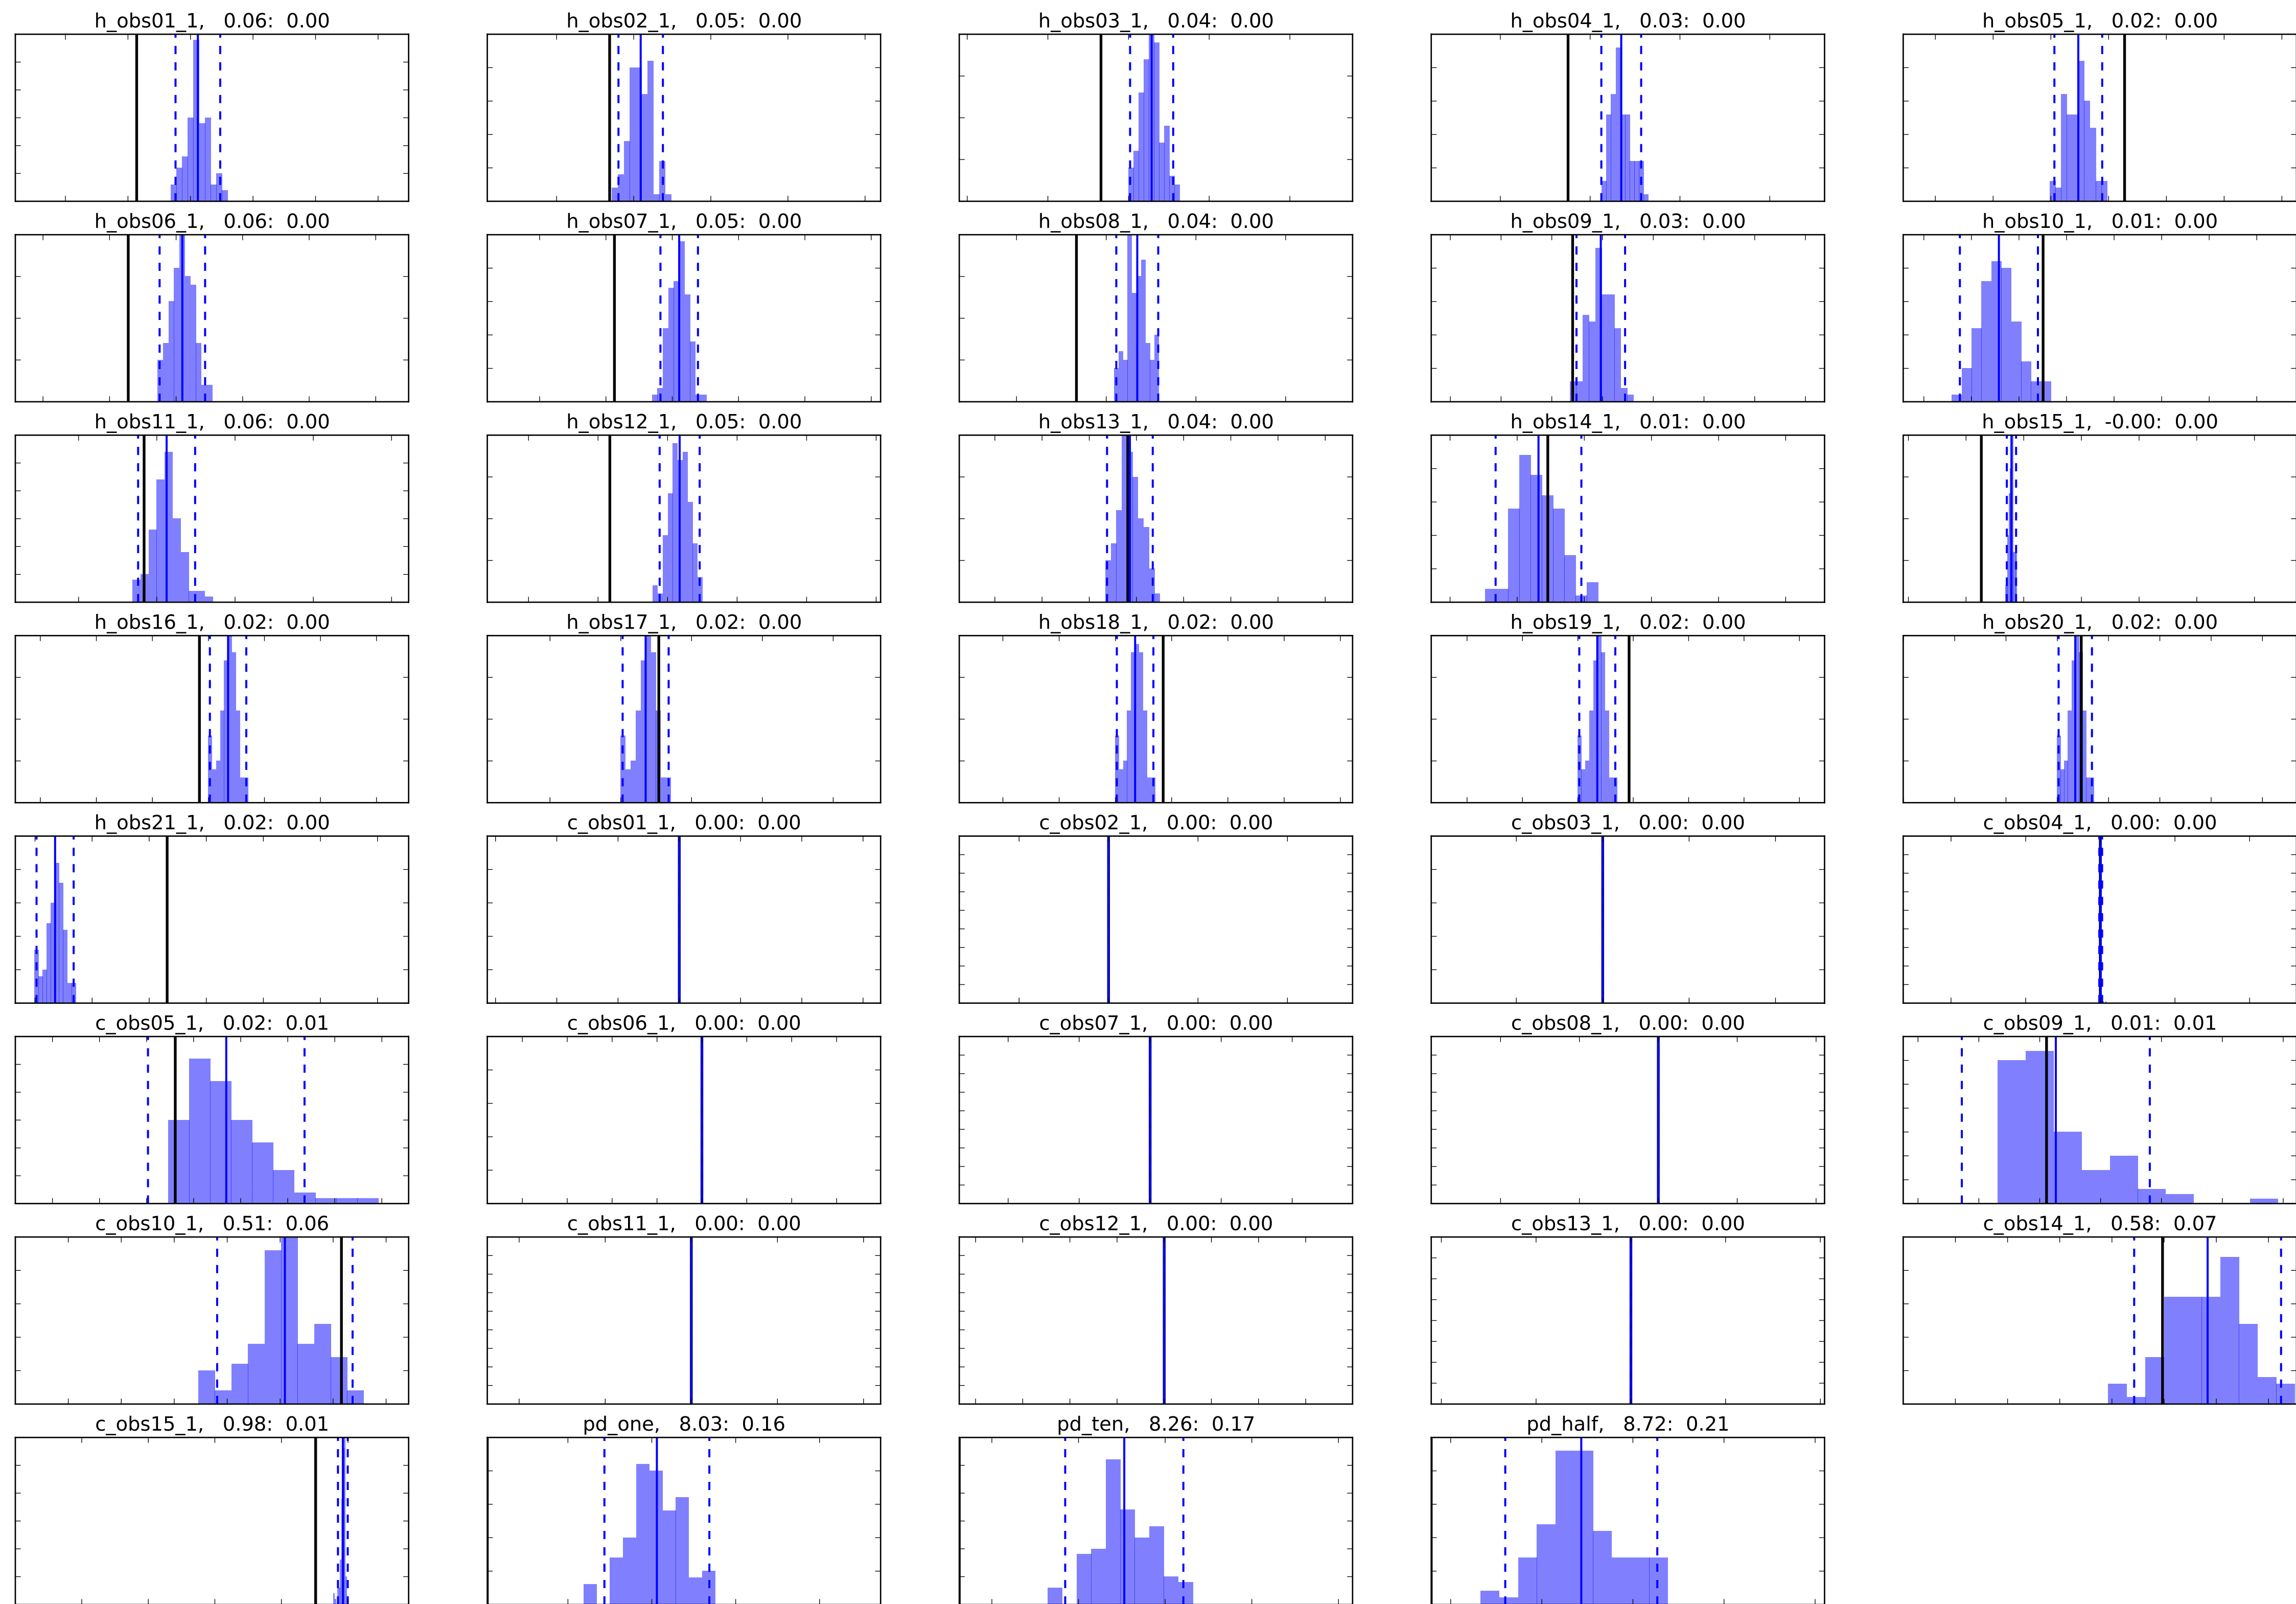 h_obs01_1,   0.06:  0.00
h_obs02_1,   0.05:  0.00
h_obs03_1,   0.04:  0.00
h_obs04_1,   0.03:  0.00
h_obs05_1,   0.02:  0.00
h_obs06_1,   0.06:  0.00
h_obs07_1,   0.05:  0.00
h_obs08_1,   0.04:  0.00
h_obs09_1,   0.03:  0.00
h_obs10_1,   0.01:  0.00
h_obs11_1,   0.06:  0.00
h_obs12_1,   0.05:  0.00
h_obs13_1,   0.04:  0.00
h_obs14_1,   0.01:  0.00
h_obs15_1,  -0.00:  0.00
h_obs16_1,   0.02:  0.00
h_obs17_1,   0.02:  0.00
h_obs18_1,   0.02:  0.00
h_obs19_1,   0.02:  0.00
h_obs20_1,   0.02:  0.00
h_obs21_1,   0.02:  0.00
c_obs01_1,   0.00:  0.00
c_obs02_1,   0.00:  0.00
c_obs03_1,   0.00:  0.00
c_obs04_1,   0.00:  0.00
c_obs05_1,   0.02:  0.01
c_obs06_1,   0.00:  0.00
c_obs07_1,   0.00:  0.00
c_obs08_1,   0.00:  0.00
c_obs09_1,   0.01:  0.01
c_obs10_1,   0.51:  0.06
c_obs11_1,   0.00:  0.00
c_obs12_1,   0.00:  0.00
c_obs13_1,   0.00:  0.00
c_obs14_1,   0.58:  0.07
c_obs15_1,   0.98:  0.01
pd_one,   8.03:  0.16
pd_ten,   8.26:  0.17
pd_half,   8.72:  0.21